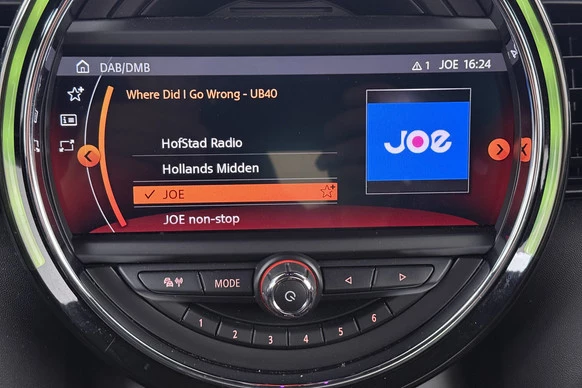 DAB/DMB
1 JOE 16:24
Where Did I Go Wrong - UB40
HofStad Radio
Hollands Midden
JOE
JOE non-stop
JOE
MODE
1 2 3 4 5 6